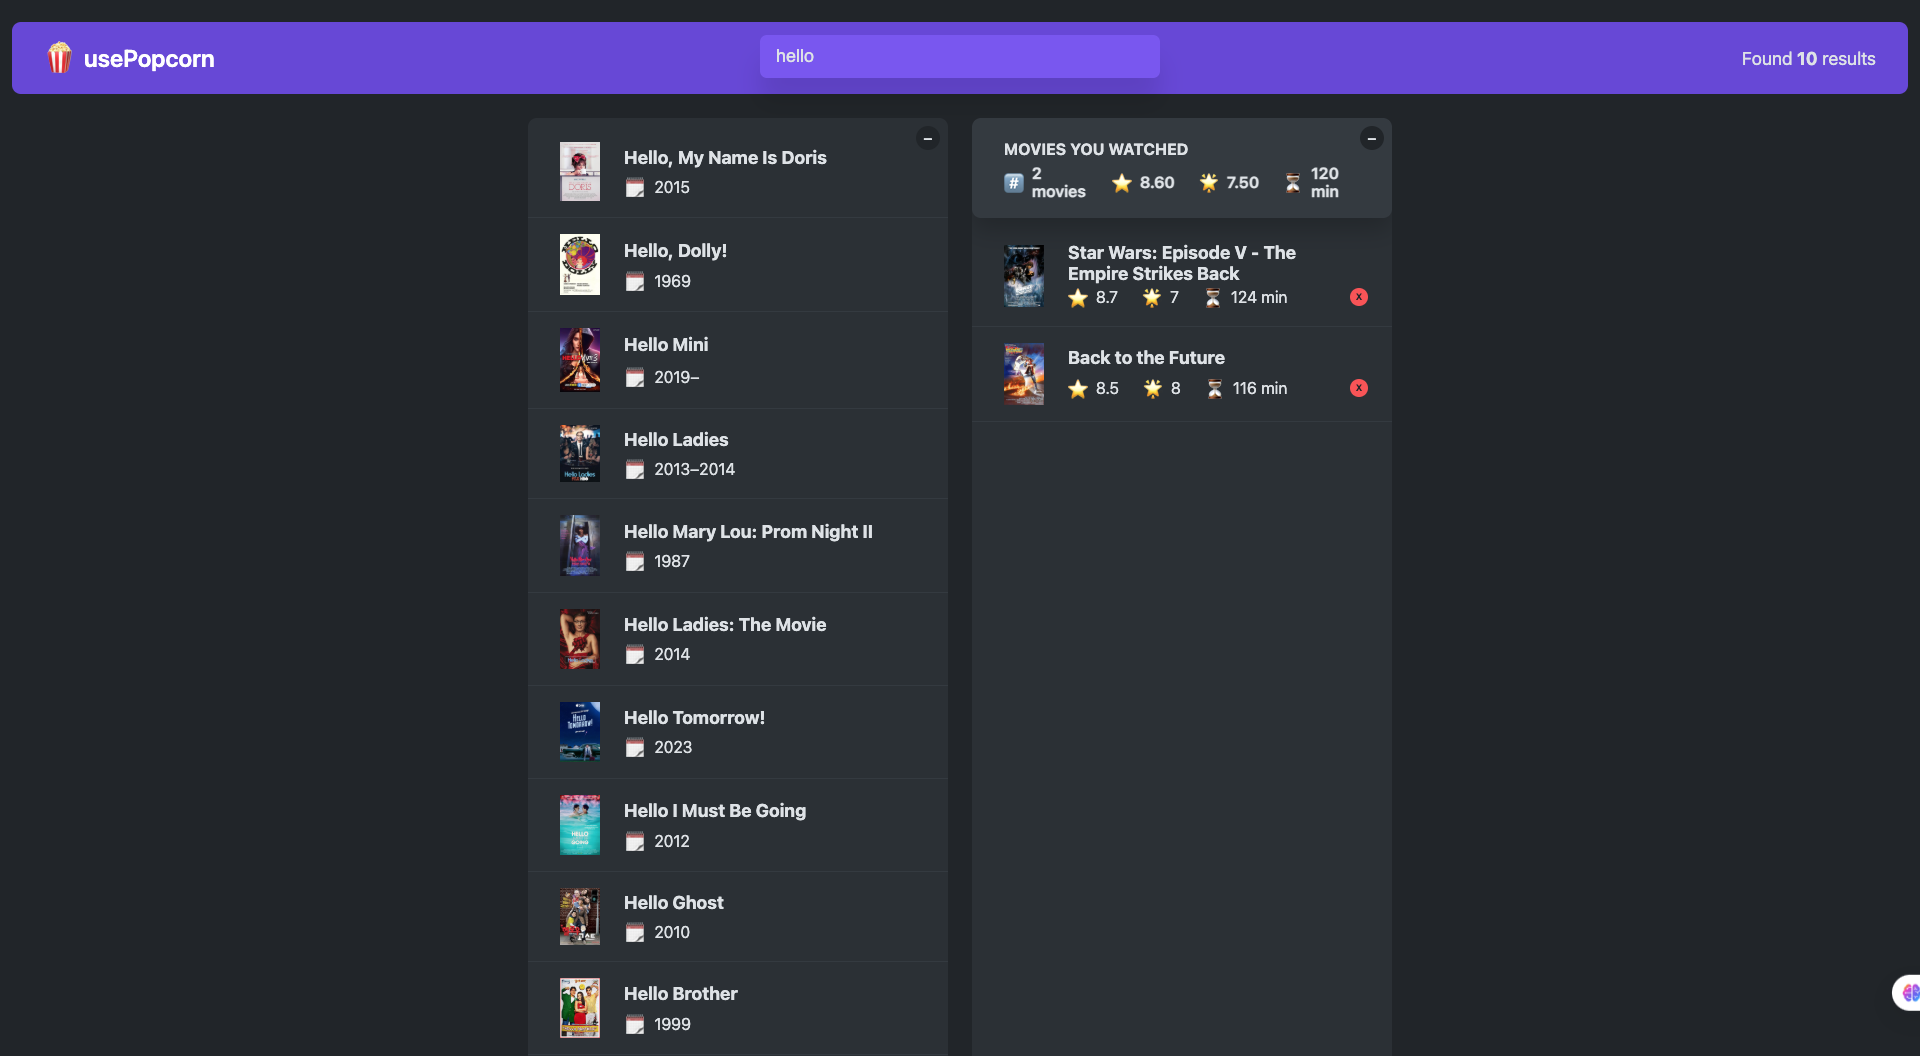 usePopcorn
hello
Found 10 results
–
Hello, My Name Is Doris
2015
Hello, Dolly!
1969
Hello Mini
2019–
Hello Ladies
2013–2014
Hello Mary Lou: Prom Night II
1987
Hello Ladies: The Movie
2014
Hello Tomorrow!
2023
Hello I Must Be Going
2012
Hello Ghost
2010
Hello Brother
1999
–
MOVIES YOU WATCHED
# 2 movies 8.60 7.50 120 min
Star Wars: Episode V - The
Empire Strikes Back
8.7 7 124 min X
Back to the Future
8.5 8 116 min X